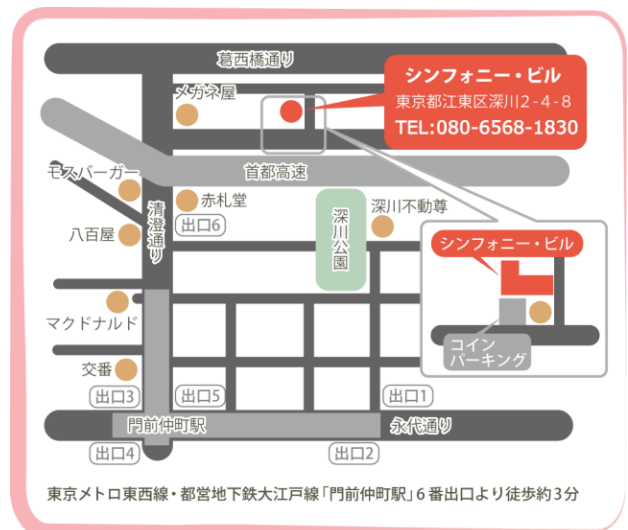 葛西橋通り
シンフォニー・ビル
東京都江東区深川2-4-8
TEL:080-6568-1830
メガネ屋
首都高速
モスバーガー
赤札堂
出口6
清澄通り
八百屋
深川公園
深川不動尊
シンフォニー・ビル
コイン
パーキング
マクドナルド
交番
出口3
出口5
出口1
門前仲町駅
永代通り
出口4
出口2
東京メトロ東西線・都営地下鉄大江戸線「門前仲町駅」6番出口より徒歩約3分